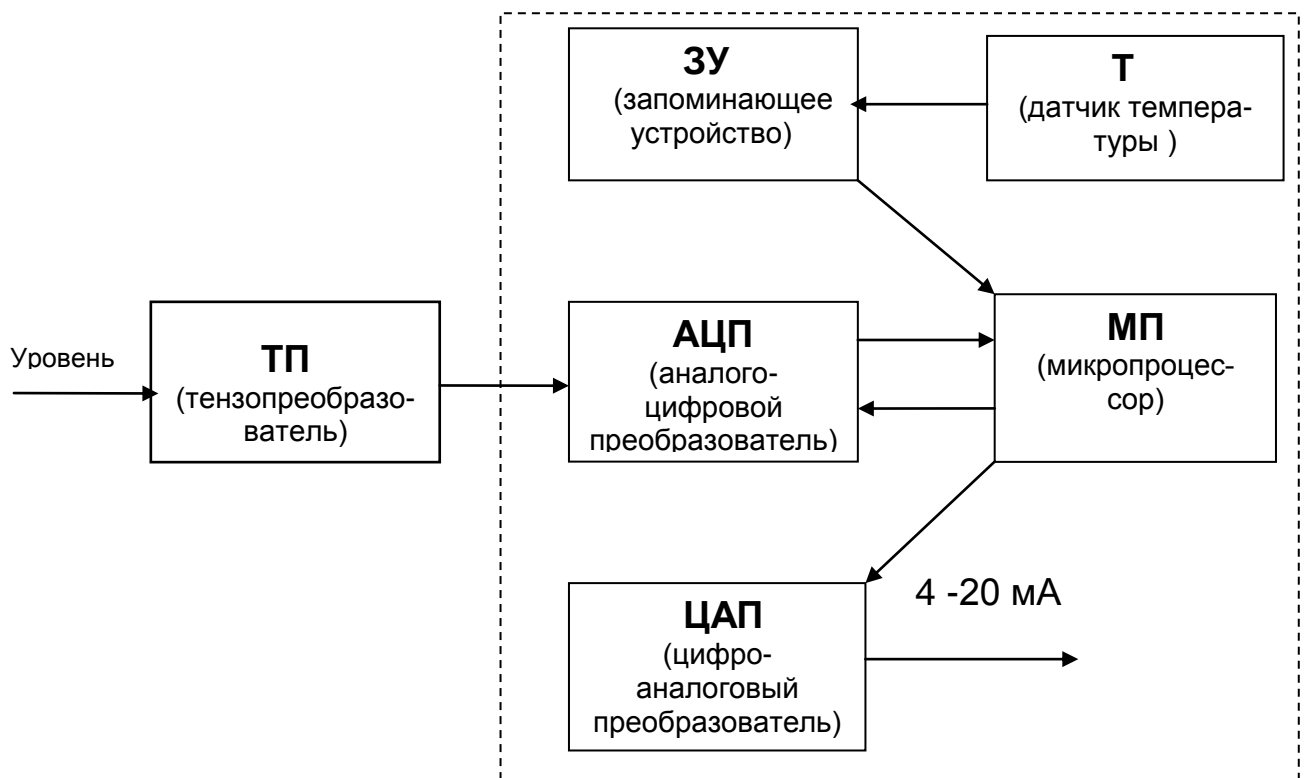 ЗУ
(запоминающее
устройство)
Т
(датчик темпера-
туры )
Уровень
ТП
(тензопреобразо-
ватель)
АЦП
(аналого-
цифровой
преобразователь)
МП
(микропроцес-
сор)
ЦАП
(цифро-
аналоговый
преобразователь)
4 -20 мА